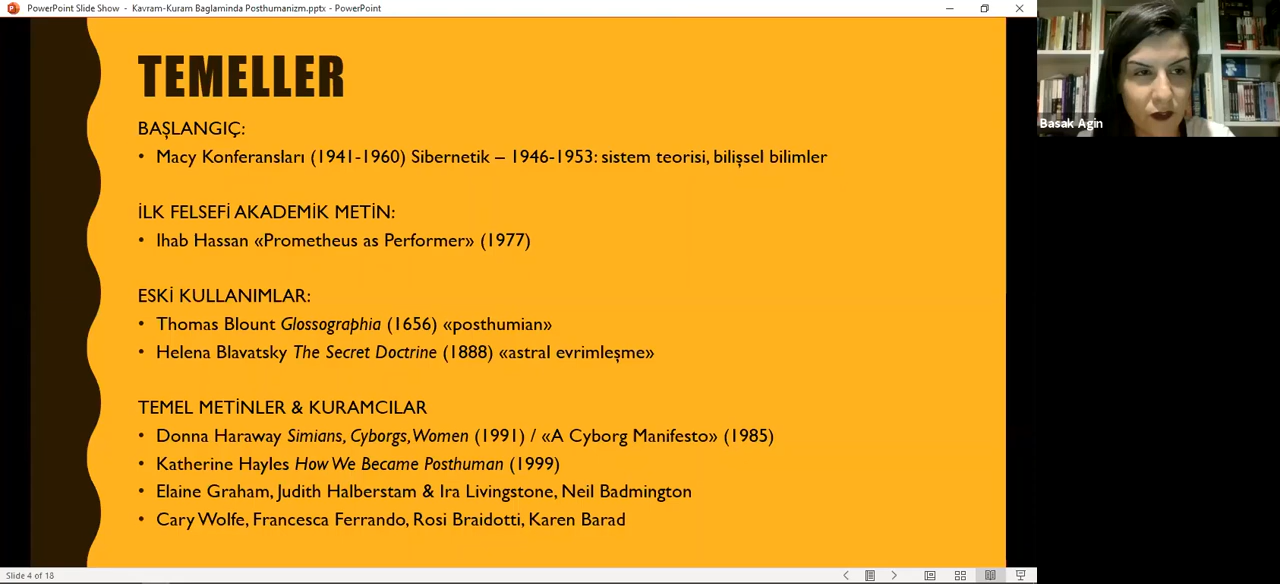 PowerPoint Slide Show - Kavram-Kuram Baglaminda Posthumanizm.pptx - PowerPoint
TEMELLER
BAŞLANGIÇ:
• Macy Konferansları (1941-1960) Sibernetik – 1946-1953: sistem teorisi, bilişsel bilimler
İLK FELSEFİ AKADEMİK METİN:
• Ihab Hassan «Prometheus as Performer» (1977)
ESKİ KULLANIMLAR:
• Thomas Blount Glossographia (1656) «posthumian»
• Helena Blavatsky The Secret Doctrine (1888) «astral evrimleşme»
TEMEL METİNLER & KURAMCILAR
• Donna Haraway Simians, Cyborgs, Women (1991) / «A Cyborg Manifesto» (1985)
• Katherine Hayles How We Became Posthuman (1999)
• Elaine Graham, Judith Halberstam & Ira Livingstone, Neil Badmington
• Cary Wolfe, Francesca Ferrando, Rosi Braidotti, Karen Barad
Slide 4 of 18
Basak Agin